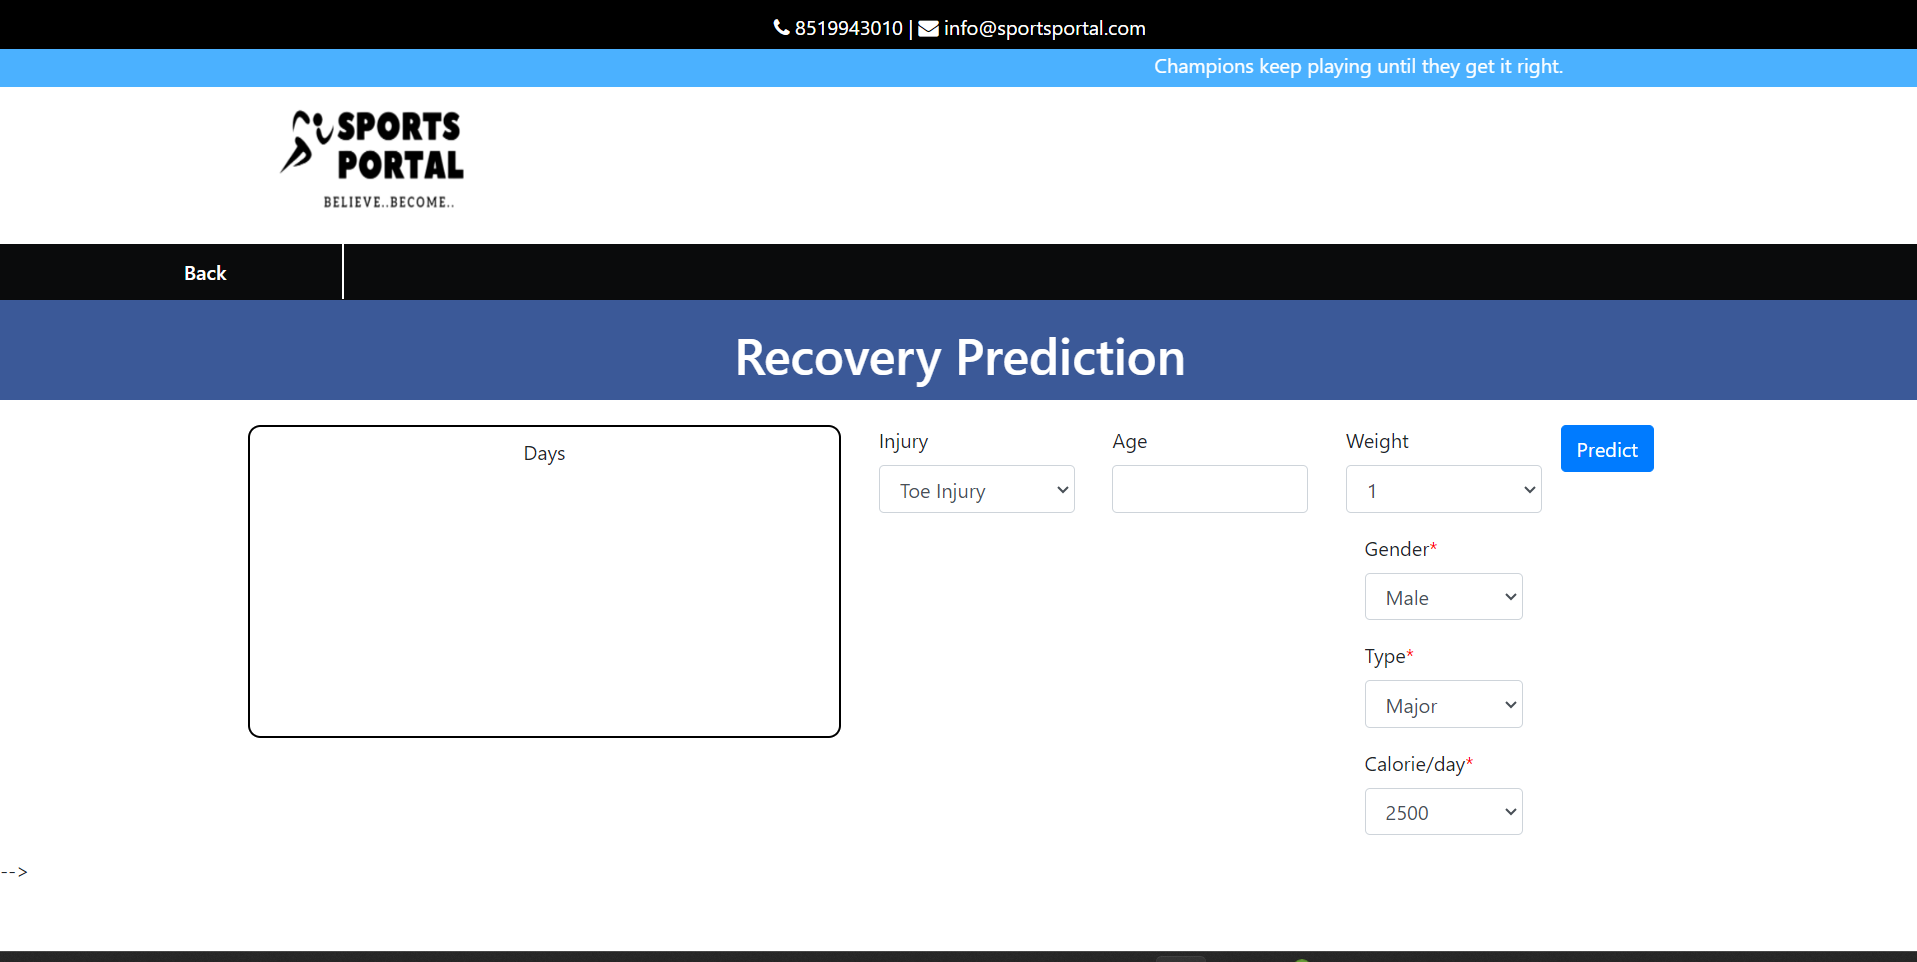 8519943010 | info@sportsportal.com
Champions keep playing until they get it right.
SPORTS
PORTAL
BELIEVE..BECOME..
Back
Recovery Prediction
Days
Injury
Toe Injury
Age
Weight
1
Predict
Gender*
Male
Type*
Major
Calorie/day*
2500
-->